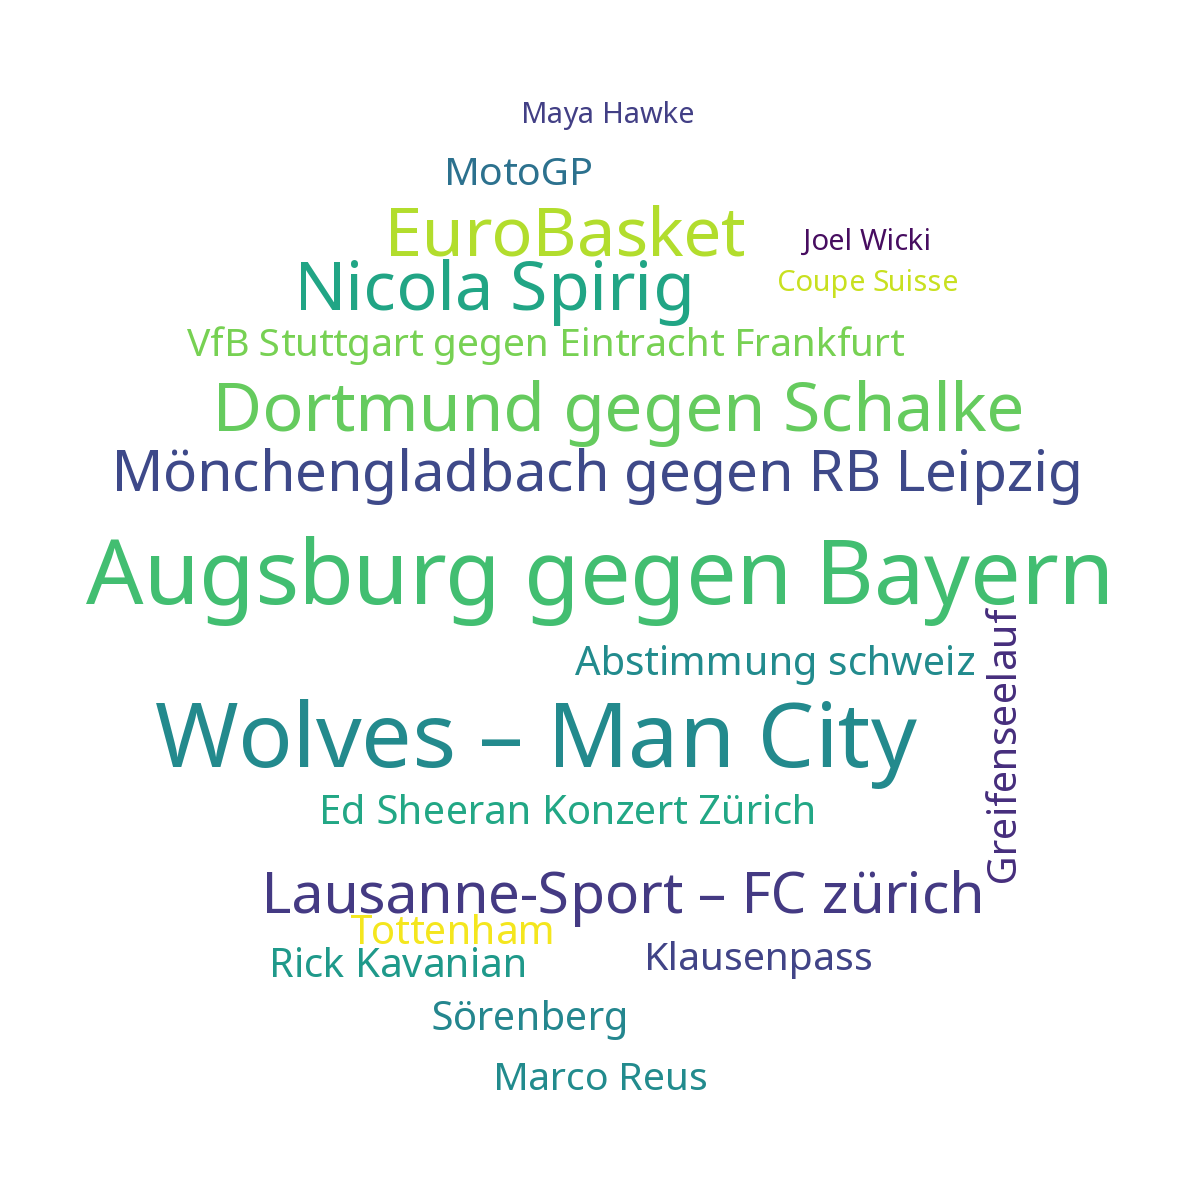 Maya Hawke
MotoGP
EuroBasket
Joel Wicki
Nicola Spirig
Coupe Suisse
VfB Stuttgart gegen Eintracht Frankfurt
Dortmund gegen Schalke
Mönchengladbach gegen RB Leipzig
Augsburg gegen Bayern
Abstimmung schweiz
Greifenseelauf
Wolves – Man City
Ed Sheeran Konzert Zürich
Lausanne-Sport – FC zürich
Tottenham
Rick Kavanian
Klausenpass
Sörenberg
Marco Reus